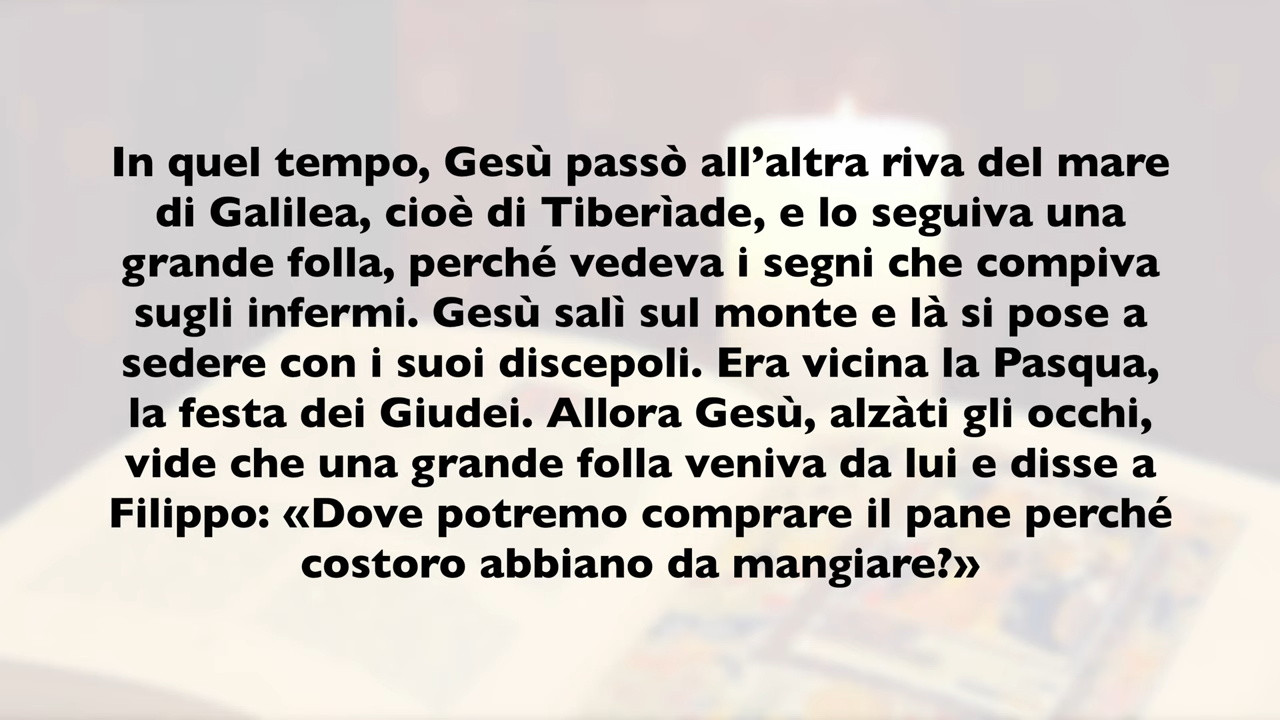 In quel tempo, Gesù passò all’altra riva del mare
di Galilea, cioè di Tiberìade, e lo seguiva una
grande folla, perché vedeva i segni che compiva
sugli infermi. Gesù salì sul monte e là si pose a
sedere con i suoi discepoli. Era vicina la Pasqua,
la festa dei Giudei. Allora Gesù, alzàti gli occhi,
vide che una grande folla veniva da lui e disse a
Filippo: «Dove potremo comprare il pane perché
costoro abbiano da mangiare?»